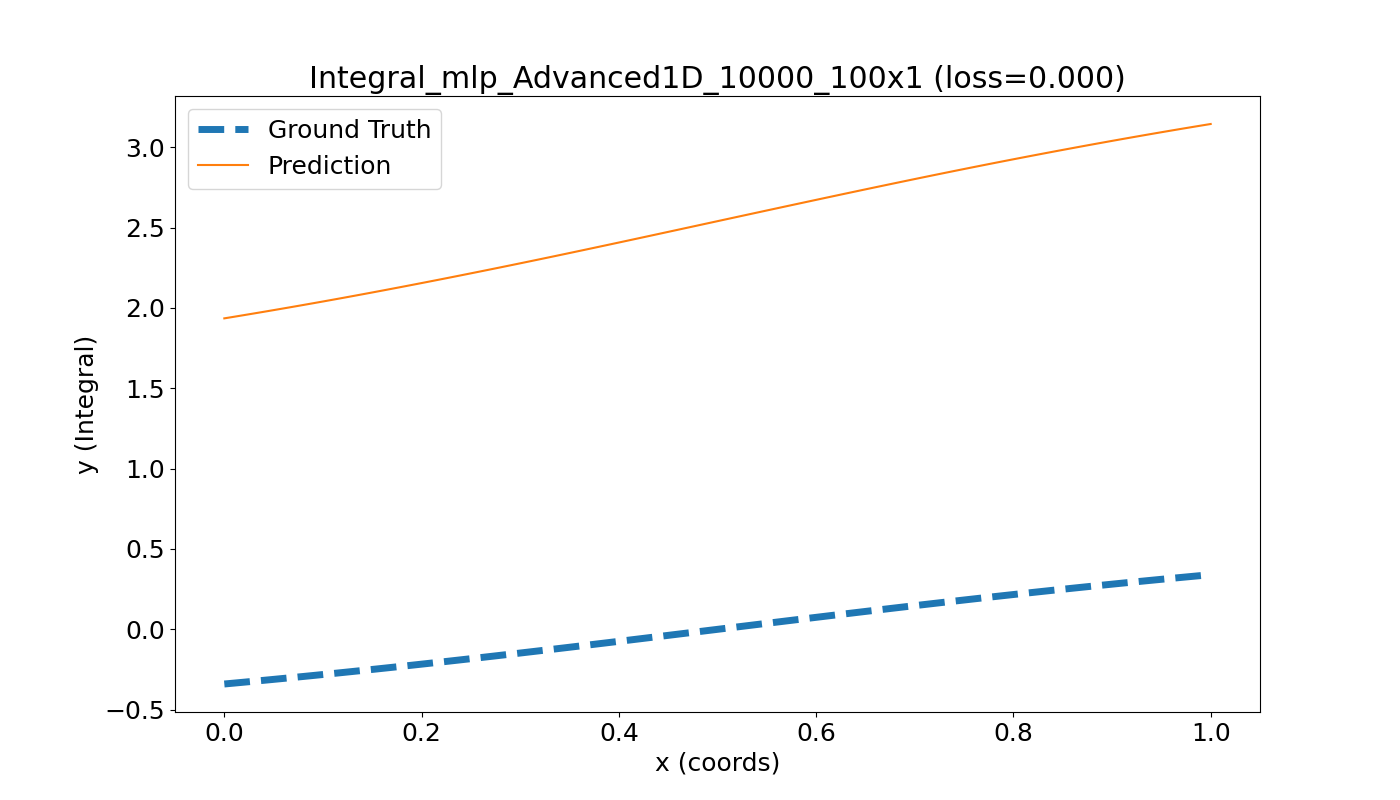 Integral_mlp_Advanced1D_10000_100x1 (loss=0.000)
Ground Truth
Prediction
3.0
2.5
2.0
1.5
1.0
0.5
0.0
−0.5
y (Integral)
0.0 0.2 0.4 0.6 0.8 1.0
x (coords)